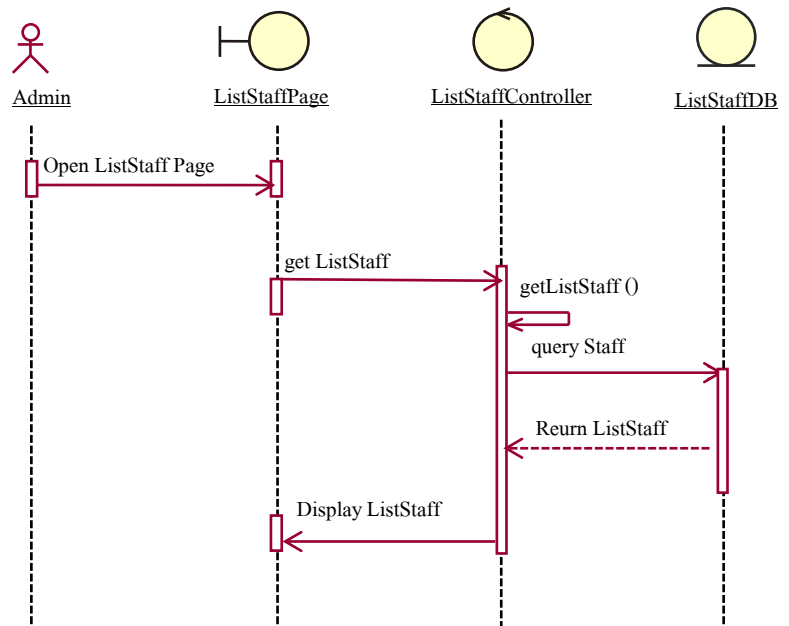 Admin
ListStaffPage
ListStaffController
ListStaffDB
Open ListStaff Page
get ListStaff
getListStaff ()
query Staff
Reurn ListStaff
Display ListStaff